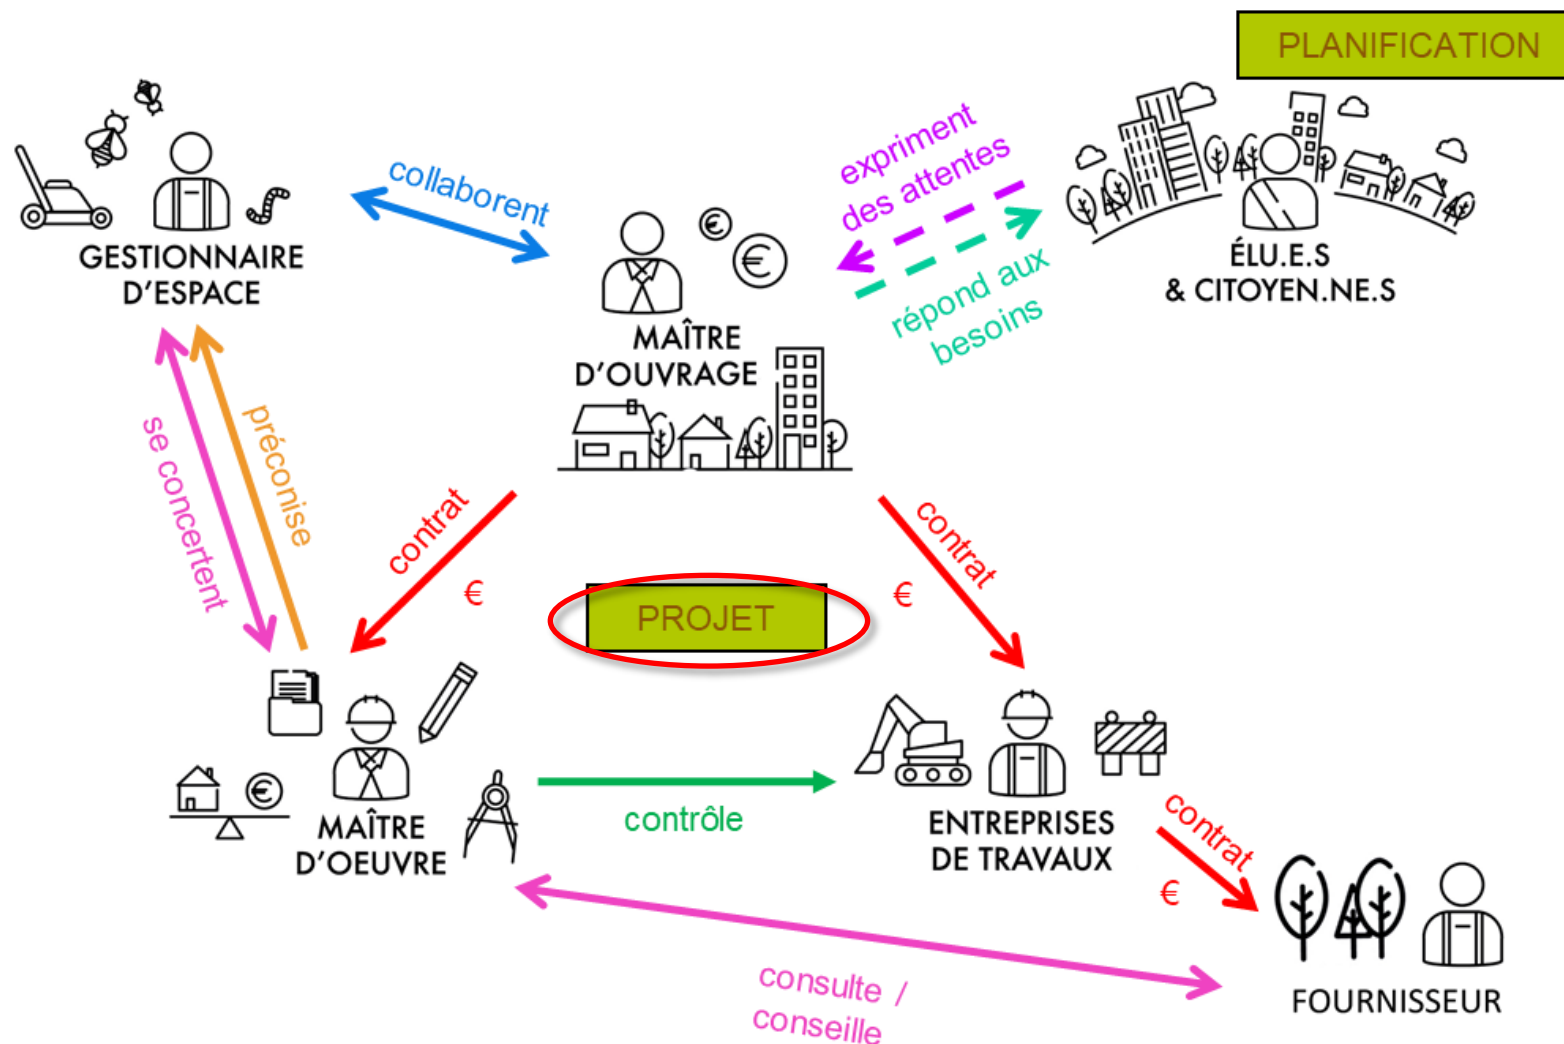 PLANIFICATION
expriment
des attentes
collaborent
GESTIONNAIRE
D'ESPACE
ÉLU.E.S
& CITOYEN.NE.S
répond aux
besoins
MAÎTRE
D'OUVRAGE
se concertent
préconise
contrat
€
contrat
€
PROJET
MAÎTRE
D'OEUVRE
contrôle
ENTREPRISES
DE TRAVAUX
contrat
€
consulte /
conseille
FOURNISSEUR